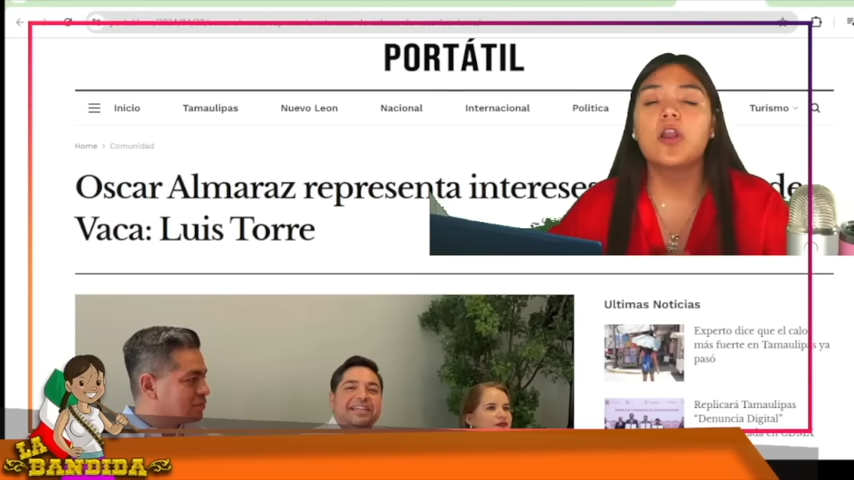 PORTÁTIL
Inicio Tamaulipas Nuevo Leon Nacional Internacional Politica Turismo
Home > Comunidad
Oscar Almaraz representa intereses de
Vaca: Luis Torre
Ultimas Noticias
Experto dice que el calo
más fuerte en Tamaulipas ya
pasó
Replicará Tamaulipas
"Denuncia Digital"
en CDMX
LA
BANDIDA